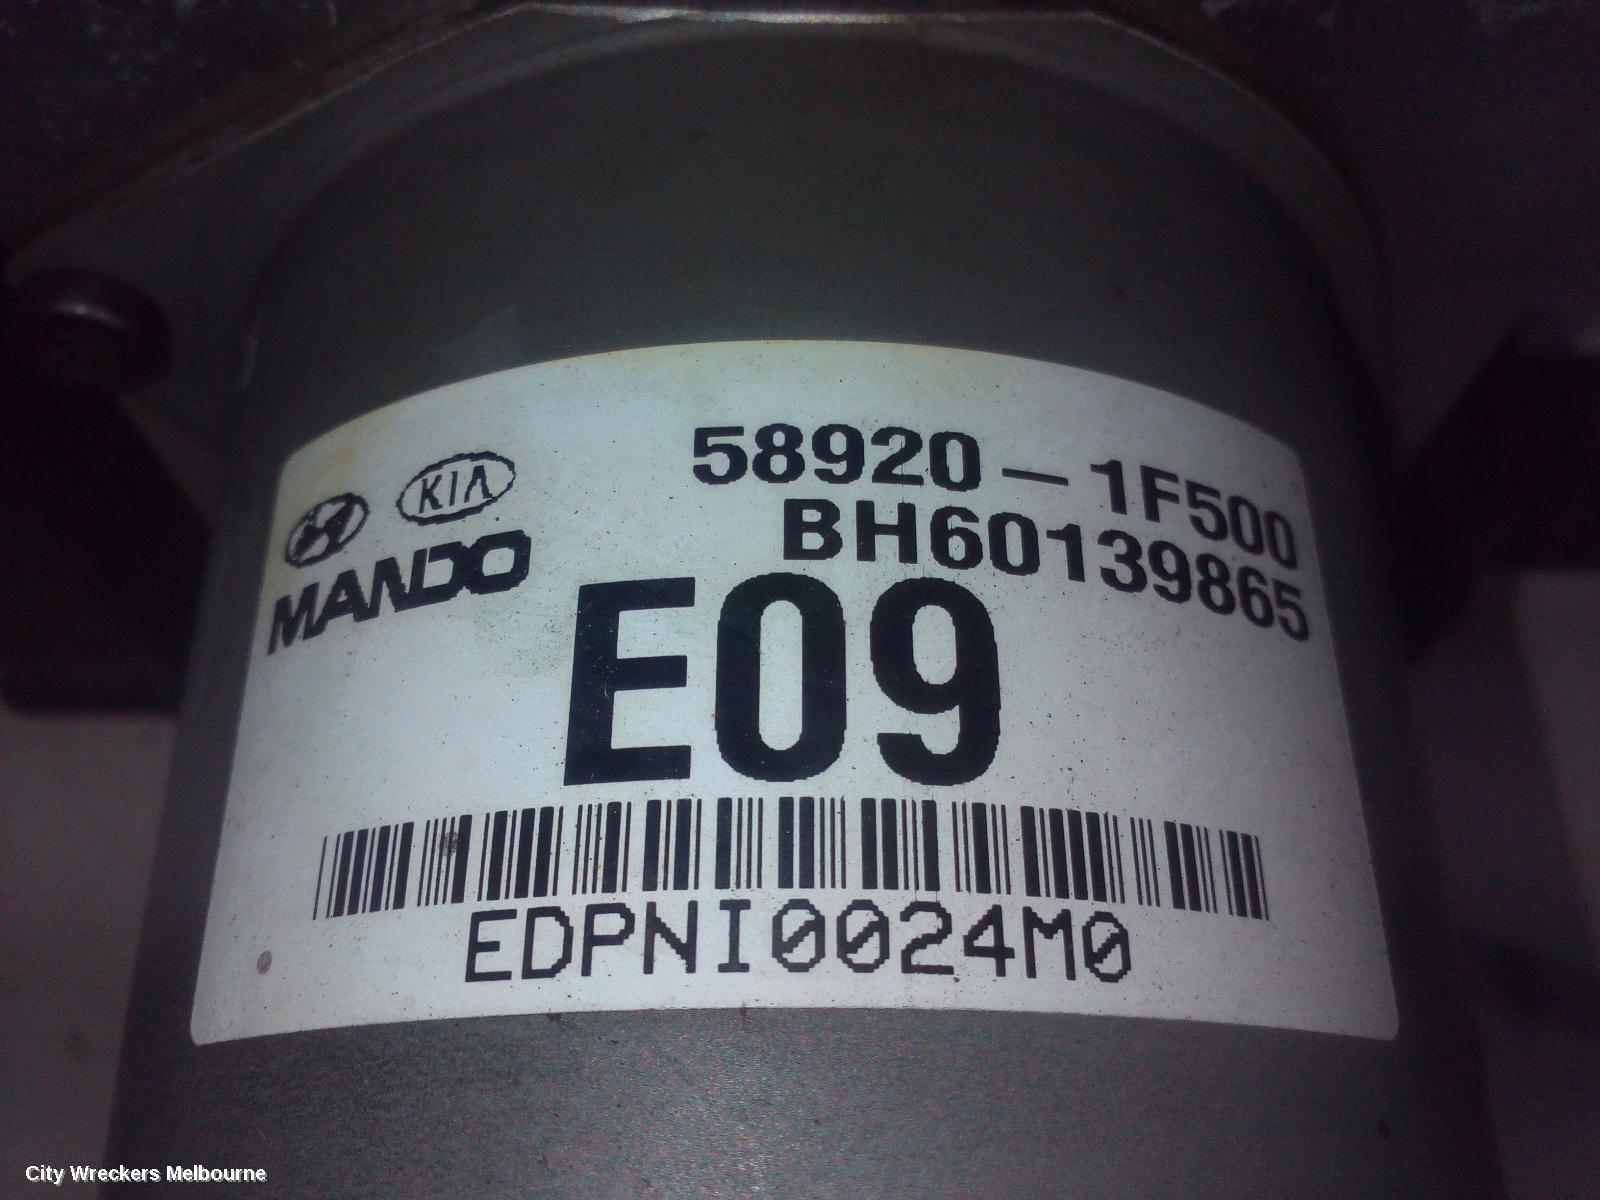 KIA
MANDO
58920-1F500
BH60139865
E09
EDPNI0024M0
City Wreckers Melbourne